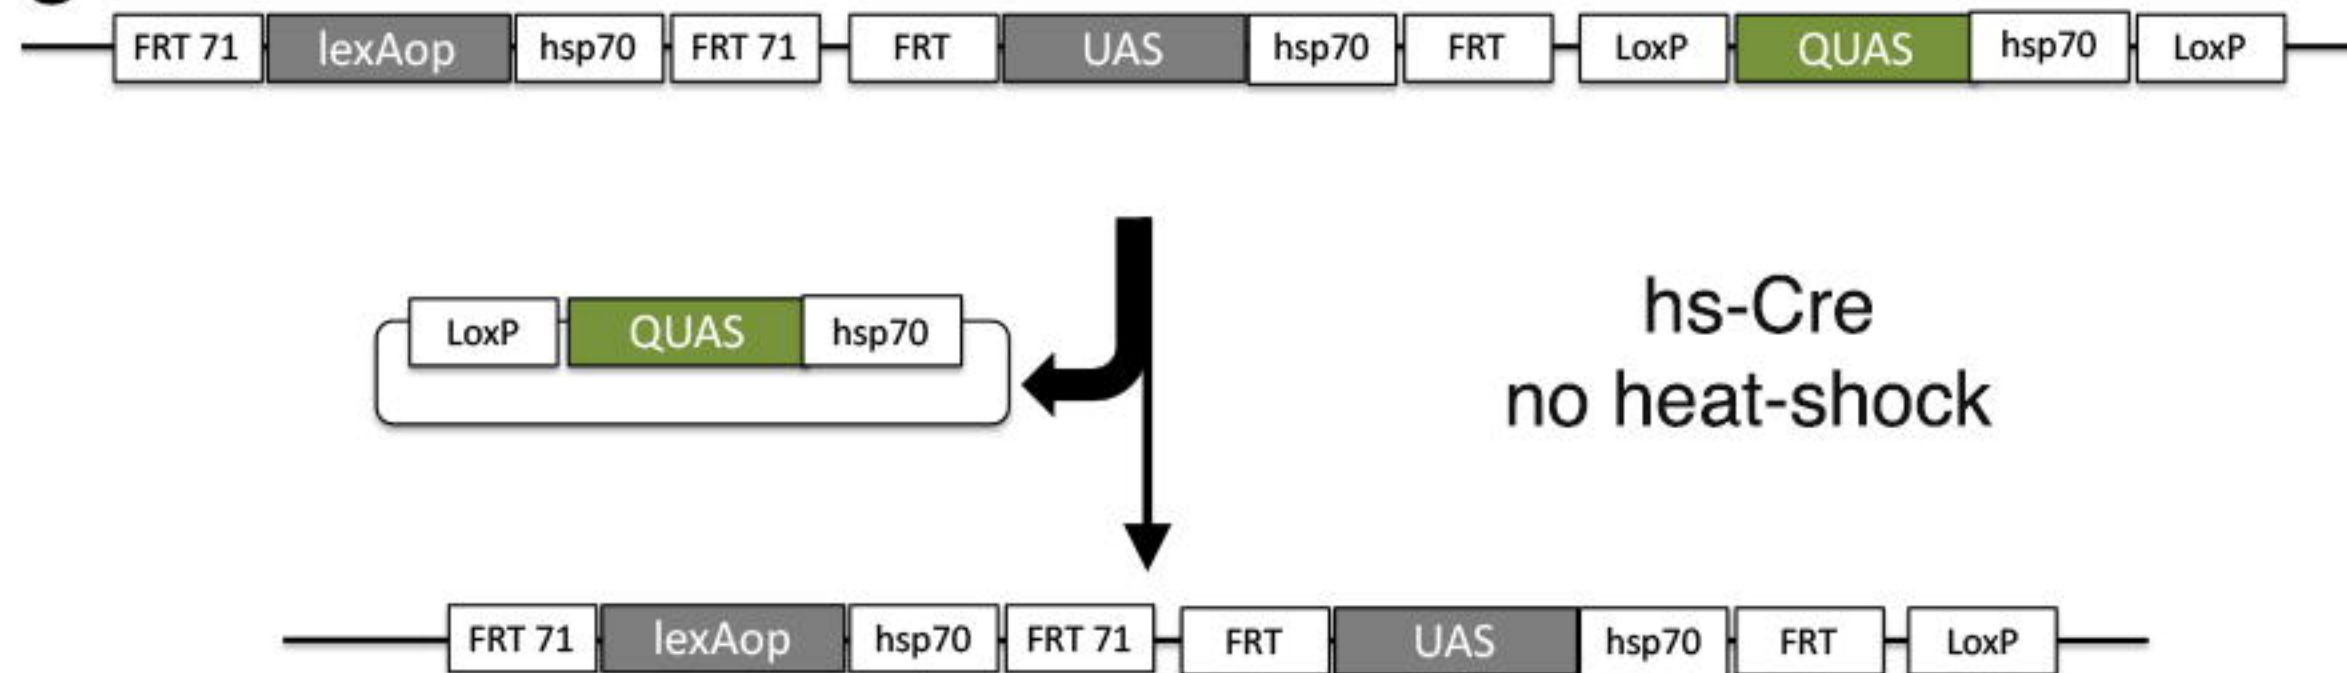 FRT 71 lexAop hsp70 FRT 71 FRT UAS hsp70 FRT LoxP QUAS hsp70 LoxP
LoxP QUAS hsp70
hs-Cre
no heat-shock
FRT 71 lexAop hsp70 FRT 71 FRT UAS hsp70 FRT LoxP